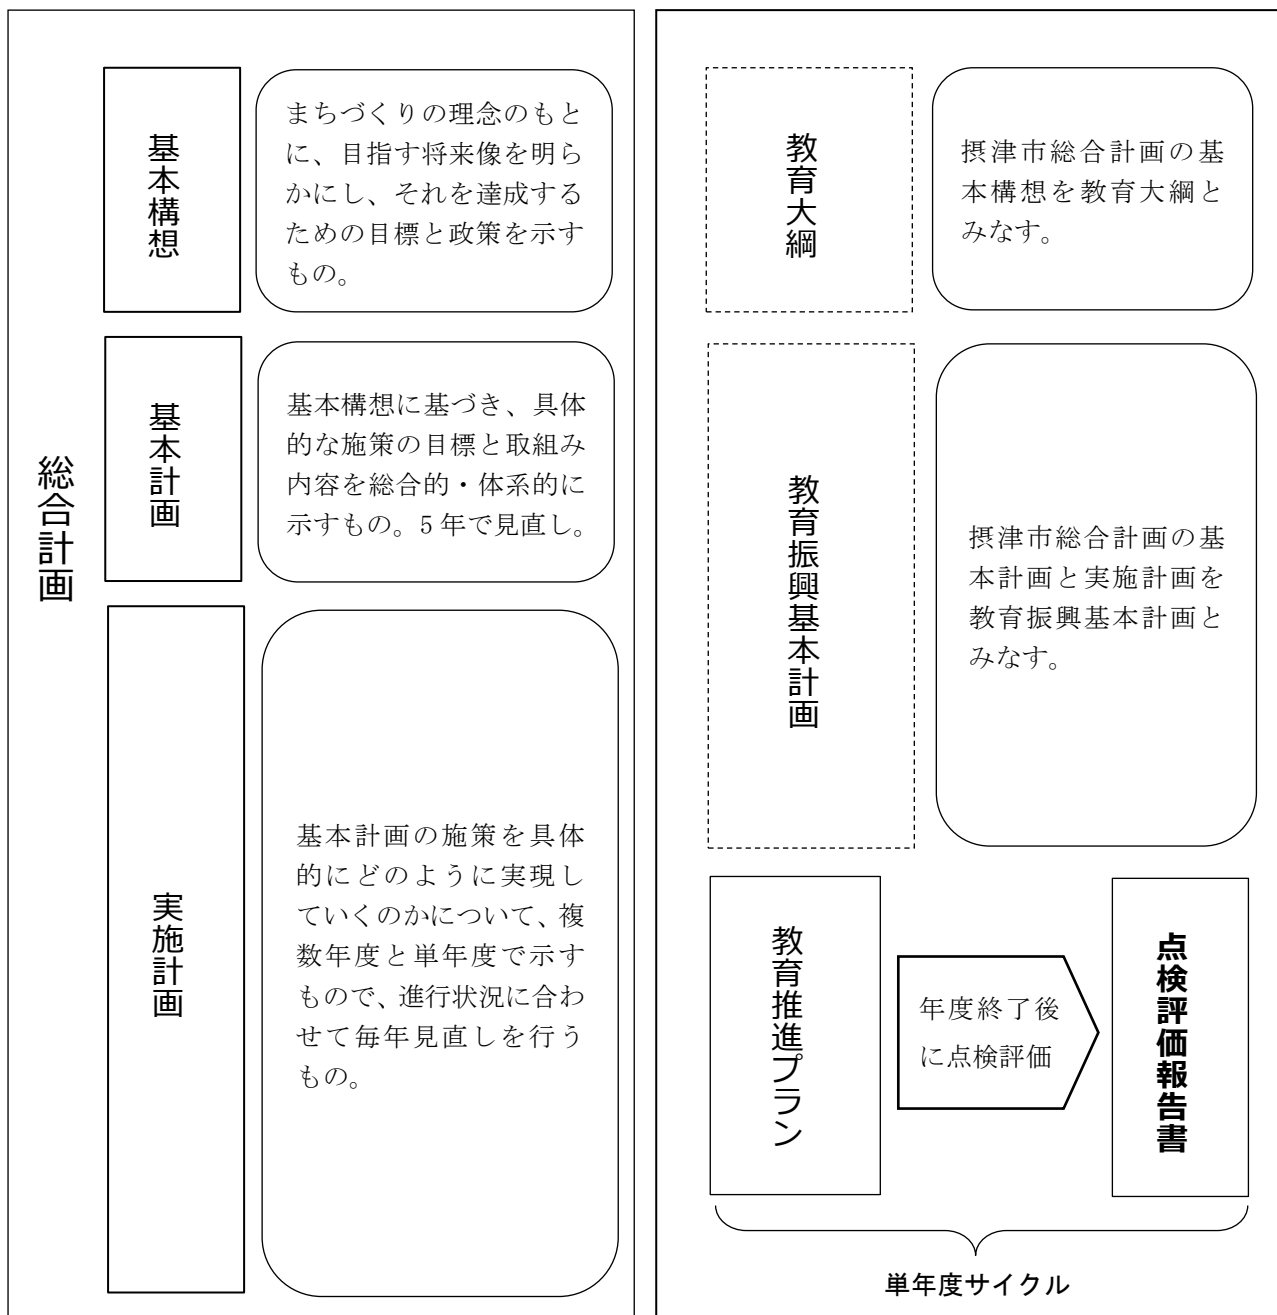 総合計画
基本構想
まちづくりの理念のもと
に、目指す将来像を明ら
かにし、それを達成する
ための目標と政策を示す
もの。
基本計画
基本構想に基づき、具体
的な施策の目標と取組み
内容を総合的・体系的に
示すもの。5 年で見直し。
実施計画
基本計画の施策を具体
的にどのように実現し
ていくのかについて、複
数年度と単年度で示す
もので、進行状況に合わ
せて毎年見直しを行う
もの。
教育大綱
摂津市総合計画の基
本構想を教育大綱と
みなす。
教育振興基本計画
摂津市総合計画の基
本計画と実施計画を
教育振興基本計画と
みなす。
教育推進プラン
年度終了後
に点検評価
点検評価報告書
単年度サイクル